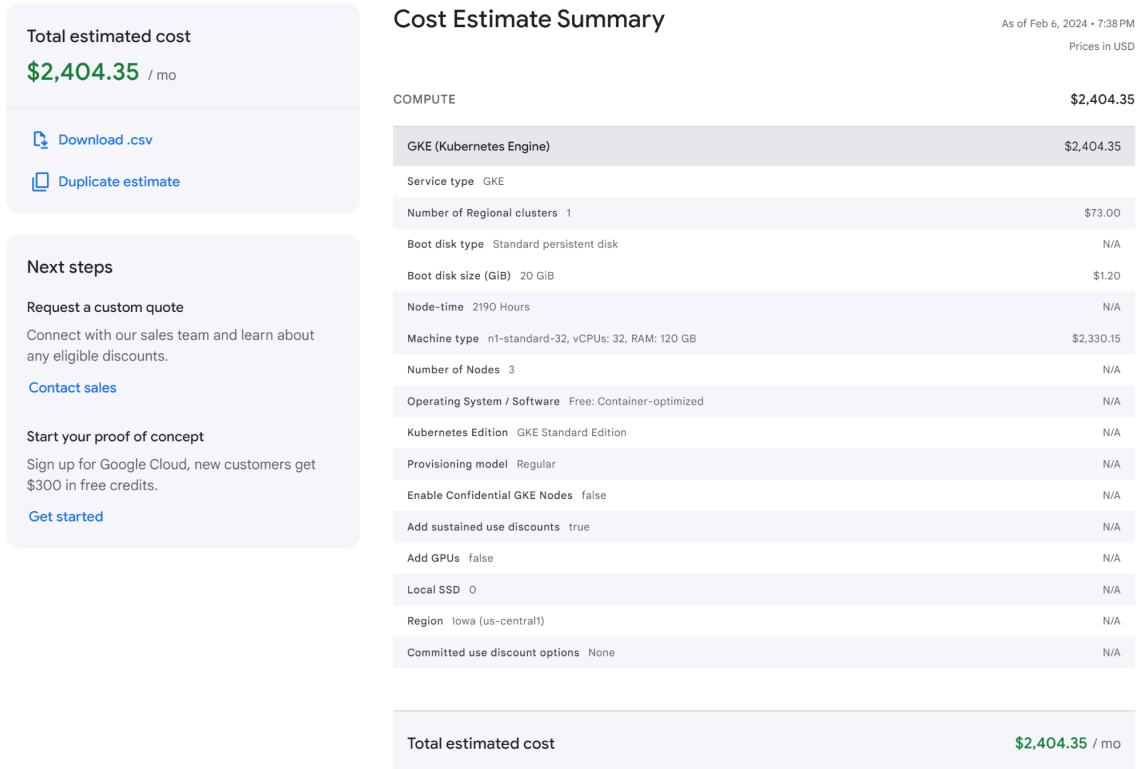 Total estimated cost
$2,404.35 / mo
Download .csv
Duplicate estimate
Next steps
Request a custom quote
Connect with our sales team and learn about
any eligible discounts.
Contact sales
Start your proof of concept
Sign up for Google Cloud, new customers get
$300 in free credits.
Get started
Cost Estimate Summary
As of Feb 6, 2024 • 7:38 PM
Prices in USD
COMPUTE $2,404.35
GKE (Kubernetes Engine) $2,404.35
Service type GKE
Number of Regional clusters 1 $73.00
Boot disk type Standard persistent disk N/A
Boot disk size (GiB) 20 GiB $1.20
Node-time 2190 Hours N/A
Machine type n1-standard-32, vCPUs: 32, RAM: 120 GB $2,330.15
Number of Nodes 3 N/A
Operating System / Software Free: Container-optimized N/A
Kubernetes Edition GKE Standard Edition N/A
Provisioning model Regular N/A
Enable Confidential GKE Nodes false N/A
Add sustained use discounts true N/A
Add GPUs false N/A
Local SSD 0 N/A
Region Iowa (us-central1) N/A
Committed use discount options None N/A
Total estimated cost $2,404.35 / mo